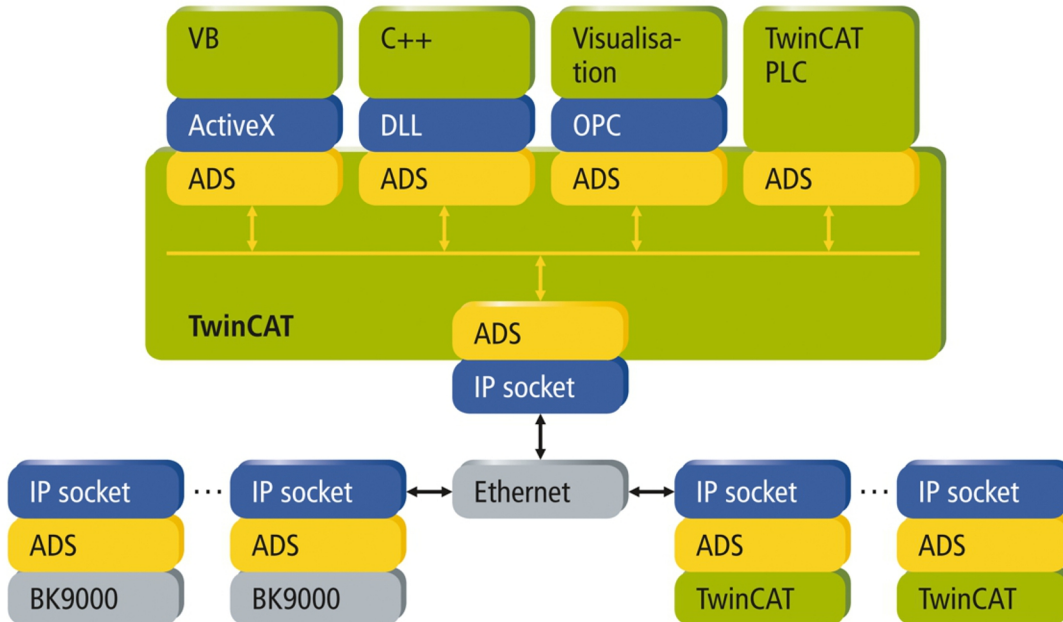 VB
C++
Visualisa-
tion
TwinCAT
PLC
ActiveX
DLL
OPC
ADS
ADS
ADS
ADS
TwinCAT
ADS
IP socket
IP socket
...
IP socket
Ethernet
IP socket
...
IP socket
ADS
ADS
ADS
ADS
BK9000
BK9000
TwinCAT
TwinCAT